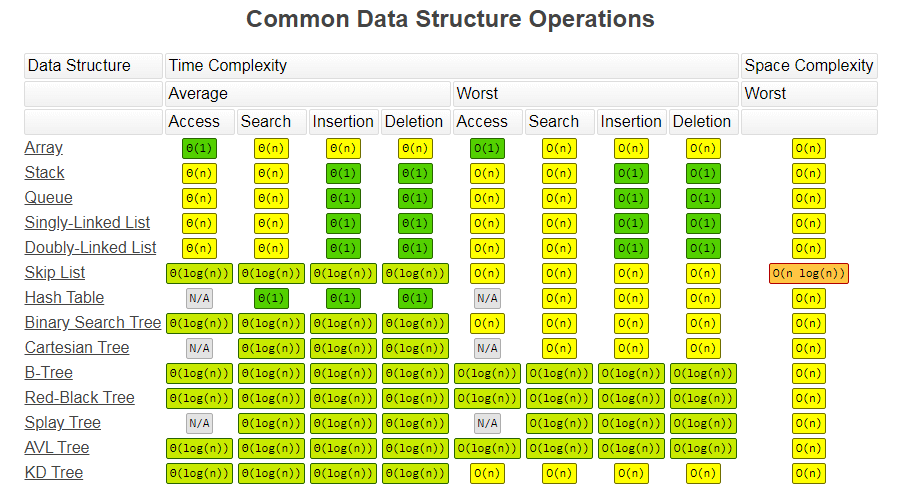 Common Data Structure Operations
Data Structure Time Complexity Space Complexity
Average Worst Worst
Access Search Insertion Deletion Access Search Insertion Deletion
Array Θ(1) Θ(n) Θ(n) Θ(n) O(1) O(n) O(n) O(n) O(n)
Stack Θ(n) Θ(n) Θ(1) Θ(1) O(n) O(n) O(1) O(1) O(n)
Queue Θ(n) Θ(n) Θ(1) Θ(1) O(n) O(n) O(1) O(1) O(n)
Singly-Linked List Θ(n) Θ(n) Θ(1) Θ(1) O(n) O(n) O(1) O(1) O(n)
Doubly-Linked List Θ(n) Θ(n) Θ(1) Θ(1) O(n) O(n) O(1) O(1) O(n)
Skip List Θ(log(n)) Θ(log(n)) Θ(log(n)) Θ(log(n)) O(n) O(n) O(n) O(n) O(n log(n))
Hash Table N/A Θ(1) Θ(1) Θ(1) N/A O(n) O(n) O(n) O(n)
Binary Search Tree Θ(log(n)) Θ(log(n)) Θ(log(n)) Θ(log(n)) O(n) O(n) O(n) O(n) O(n)
Cartesian Tree N/A Θ(log(n)) Θ(log(n)) Θ(log(n)) N/A O(n) O(n) O(n) O(n)
B-Tree Θ(log(n)) Θ(log(n)) Θ(log(n)) Θ(log(n)) O(log(n)) O(log(n)) O(log(n)) O(log(n)) O(n)
Red-Black Tree Θ(log(n)) Θ(log(n)) Θ(log(n)) Θ(log(n)) O(log(n)) O(log(n)) O(log(n)) O(log(n)) O(n)
Splay Tree N/A Θ(log(n)) Θ(log(n)) Θ(log(n)) N/A O(log(n)) O(log(n)) O(log(n)) O(n)
AVL Tree Θ(log(n)) Θ(log(n)) Θ(log(n)) Θ(log(n)) O(log(n)) O(log(n)) O(log(n)) O(log(n)) O(n)
KD Tree Θ(log(n)) Θ(log(n)) Θ(log(n)) Θ(log(n)) O(n) O(n) O(n) O(n) O(n)